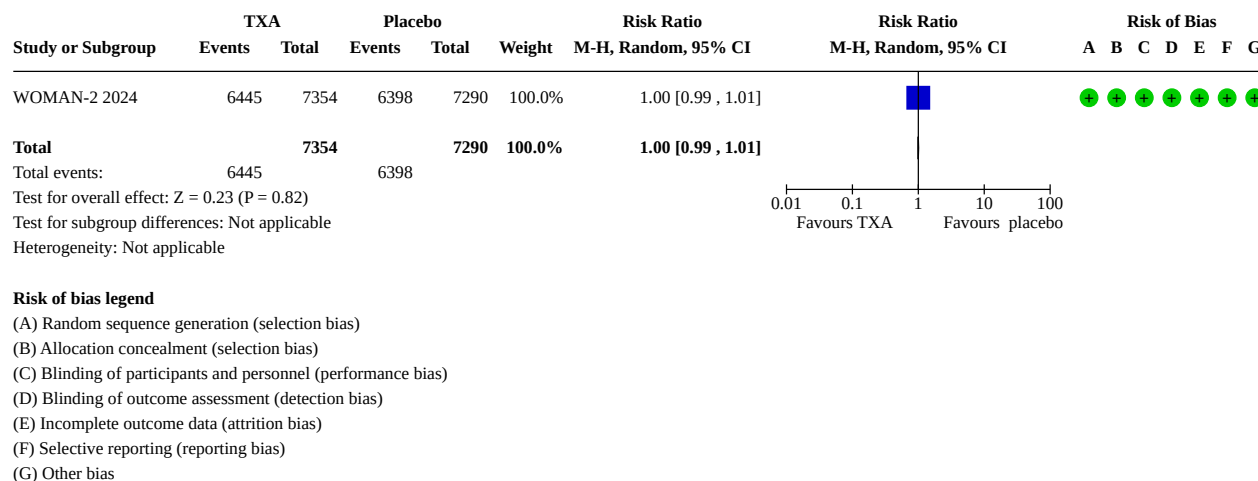 TXA Placebo Risk Ratio Risk Ratio Risk of Bias
Study or Subgroup Events Total Events Total Weight M-H, Random, 95% CI M-H, Random, 95% CI A B C D E F G
WOMAN-2 2024 6445 7354 6398 7290 100.0% 1.00 [0.99 , 1.01] + + + + + + +
Total 7354 7290 100.0% 1.00 [0.99 , 1.01]
Total events: 6445 6398
Test for overall effect: Z = 0.23 (P = 0.82) 0.01 0.1 1 10 100
Test for subgroup differences: Not applicable Favours TXA Favours placebo
Heterogeneity: Not applicable
Risk of bias legend
(A) Random sequence generation (selection bias)
(B) Allocation concealment (selection bias)
(C) Blinding of participants and personnel (performance bias)
(D) Blinding of outcome assessment (detection bias)
(E) Incomplete outcome data (attrition bias)
(F) Selective reporting (reporting bias)
(G) Other bias